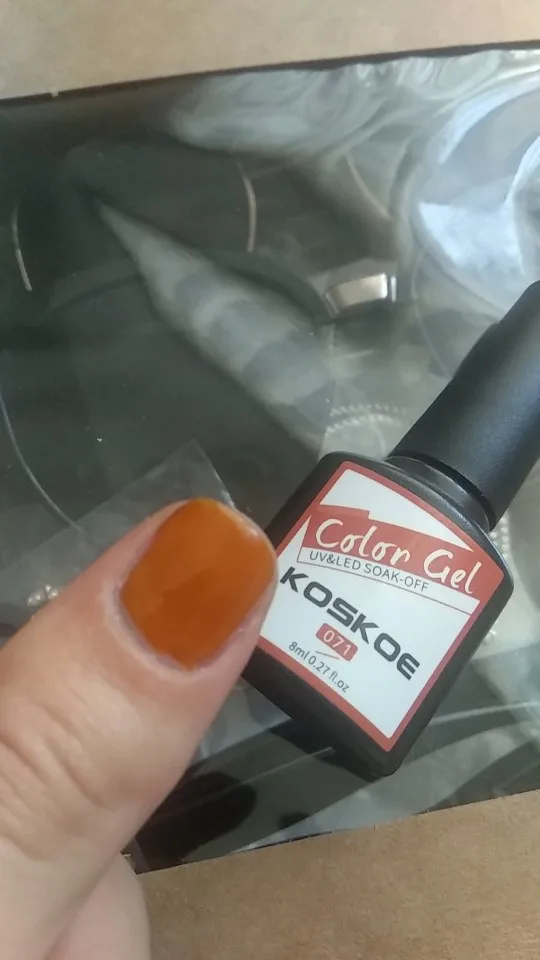 Color Gel
UV&LED SOAK-OFF
KOSKOE
071
8ml 0.27 fl.oz